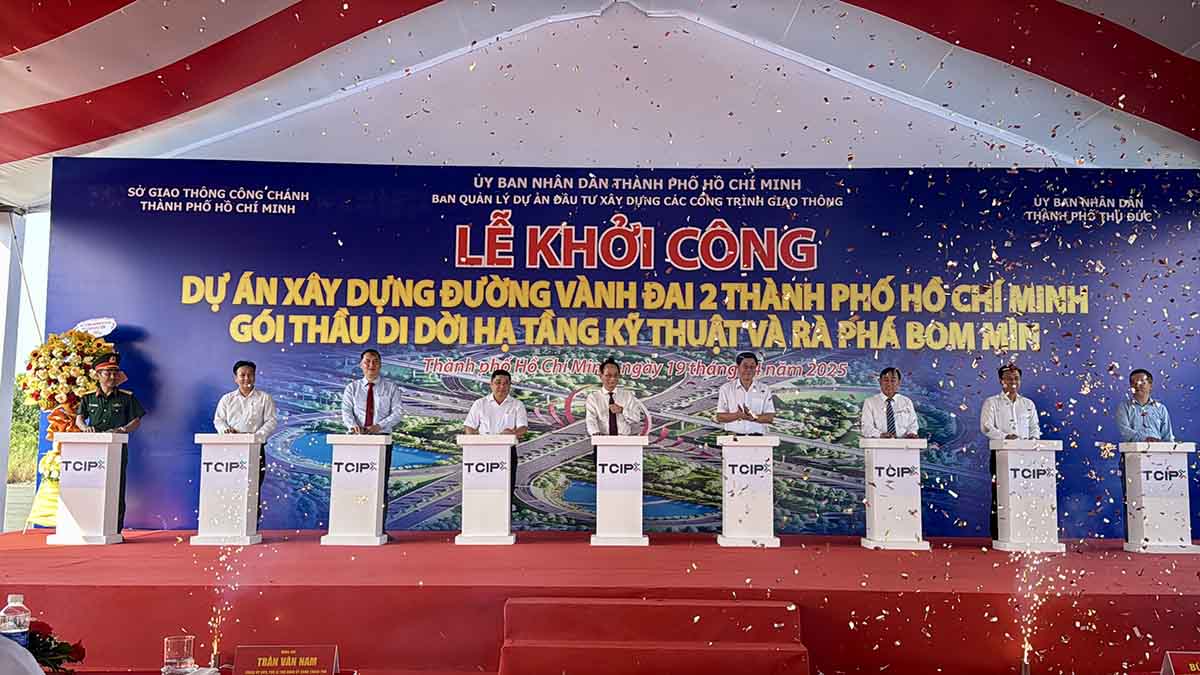 SỞ GIAO THÔNG CÔNG CHÁNH
THÀNH PHỐ HỒ CHÍ MINH
ỦY BAN NHÂN DÂN THÀNH PHỐ HỒ CHÍ MINH
BAN QUẢN LÝ DỰ ÁN ĐẦU TƯ XÂY DỰNG CÁC CÔNG TRÌNH GIAO THÔNG
ỦY BAN NHÂN DÂN
THÀNH PHỐ THỦ ĐỨC
LỄ KHỞI CÔNG
DỰ ÁN XÂY DỰNG ĐƯỜNG VÀNH ĐAI 2 THÀNH PHỐ HỒ CHÍ MINH
GÓI THẦU DI DỜI HẠ TẦNG KỸ THUẬT VÀ RÀ PHÁ BOM MÌN
Thành phố Hồ Chí Minh, ngày 19 tháng năm 2025
TCIP
TCIP
TCIP
TCIP
TCIP
TCIP
TCIP
TCIP
TCIP
TRẦN VĂN NAM